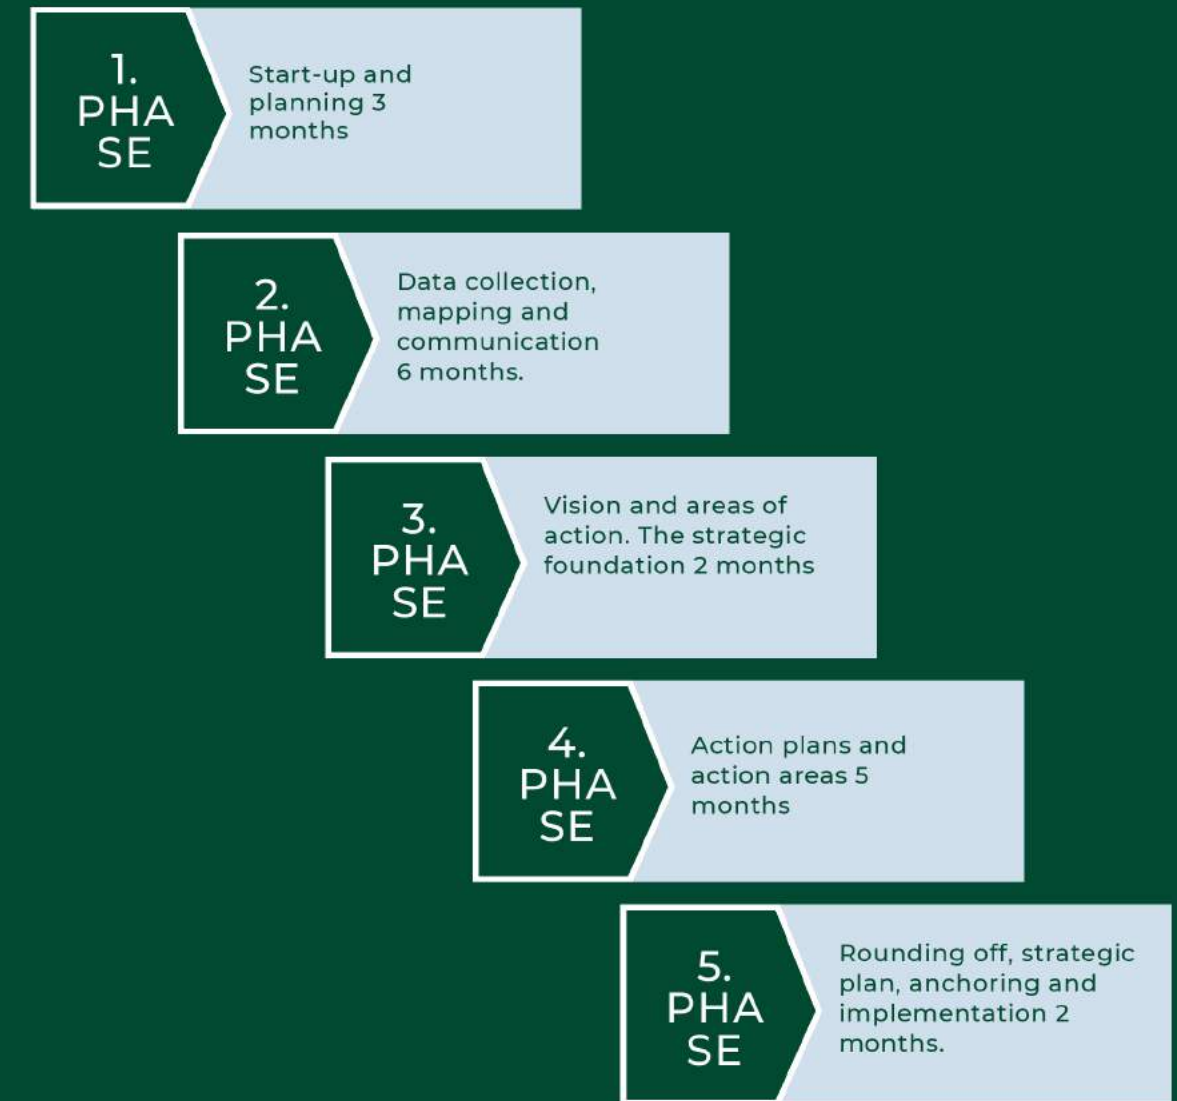 1.
PHA
SE
Start-up and
planning 3
months
2.
PHA
SE
Data collection,
mapping and
communication
6 months.
3.
PHA
SE
Vision and areas of
action. The strategic
foundation 2 months
4.
PHA
SE
Action plans and
action areas 5
months
5.
PHA
SE
Rounding off, strategic
plan, anchoring and
implementation 2
months.